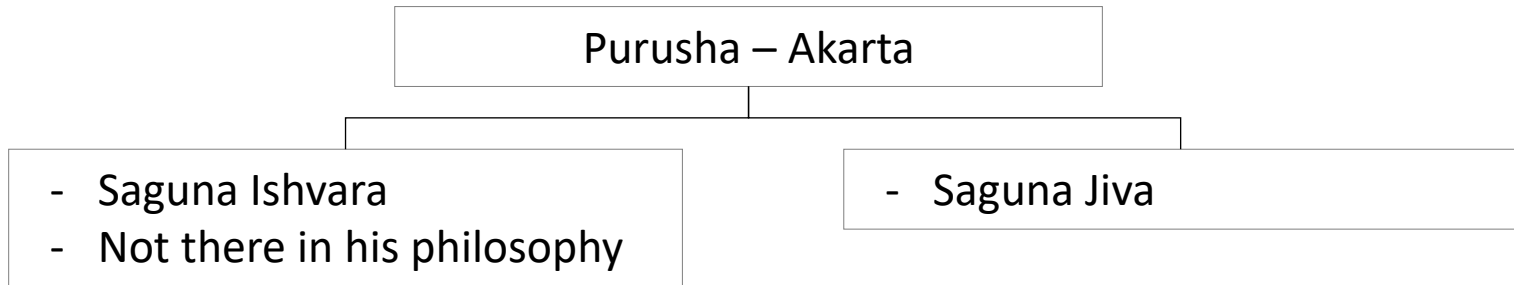 Purusha – Akarta
- Saguna Ishvara
- Not there in his philosophy
- Saguna Jiva